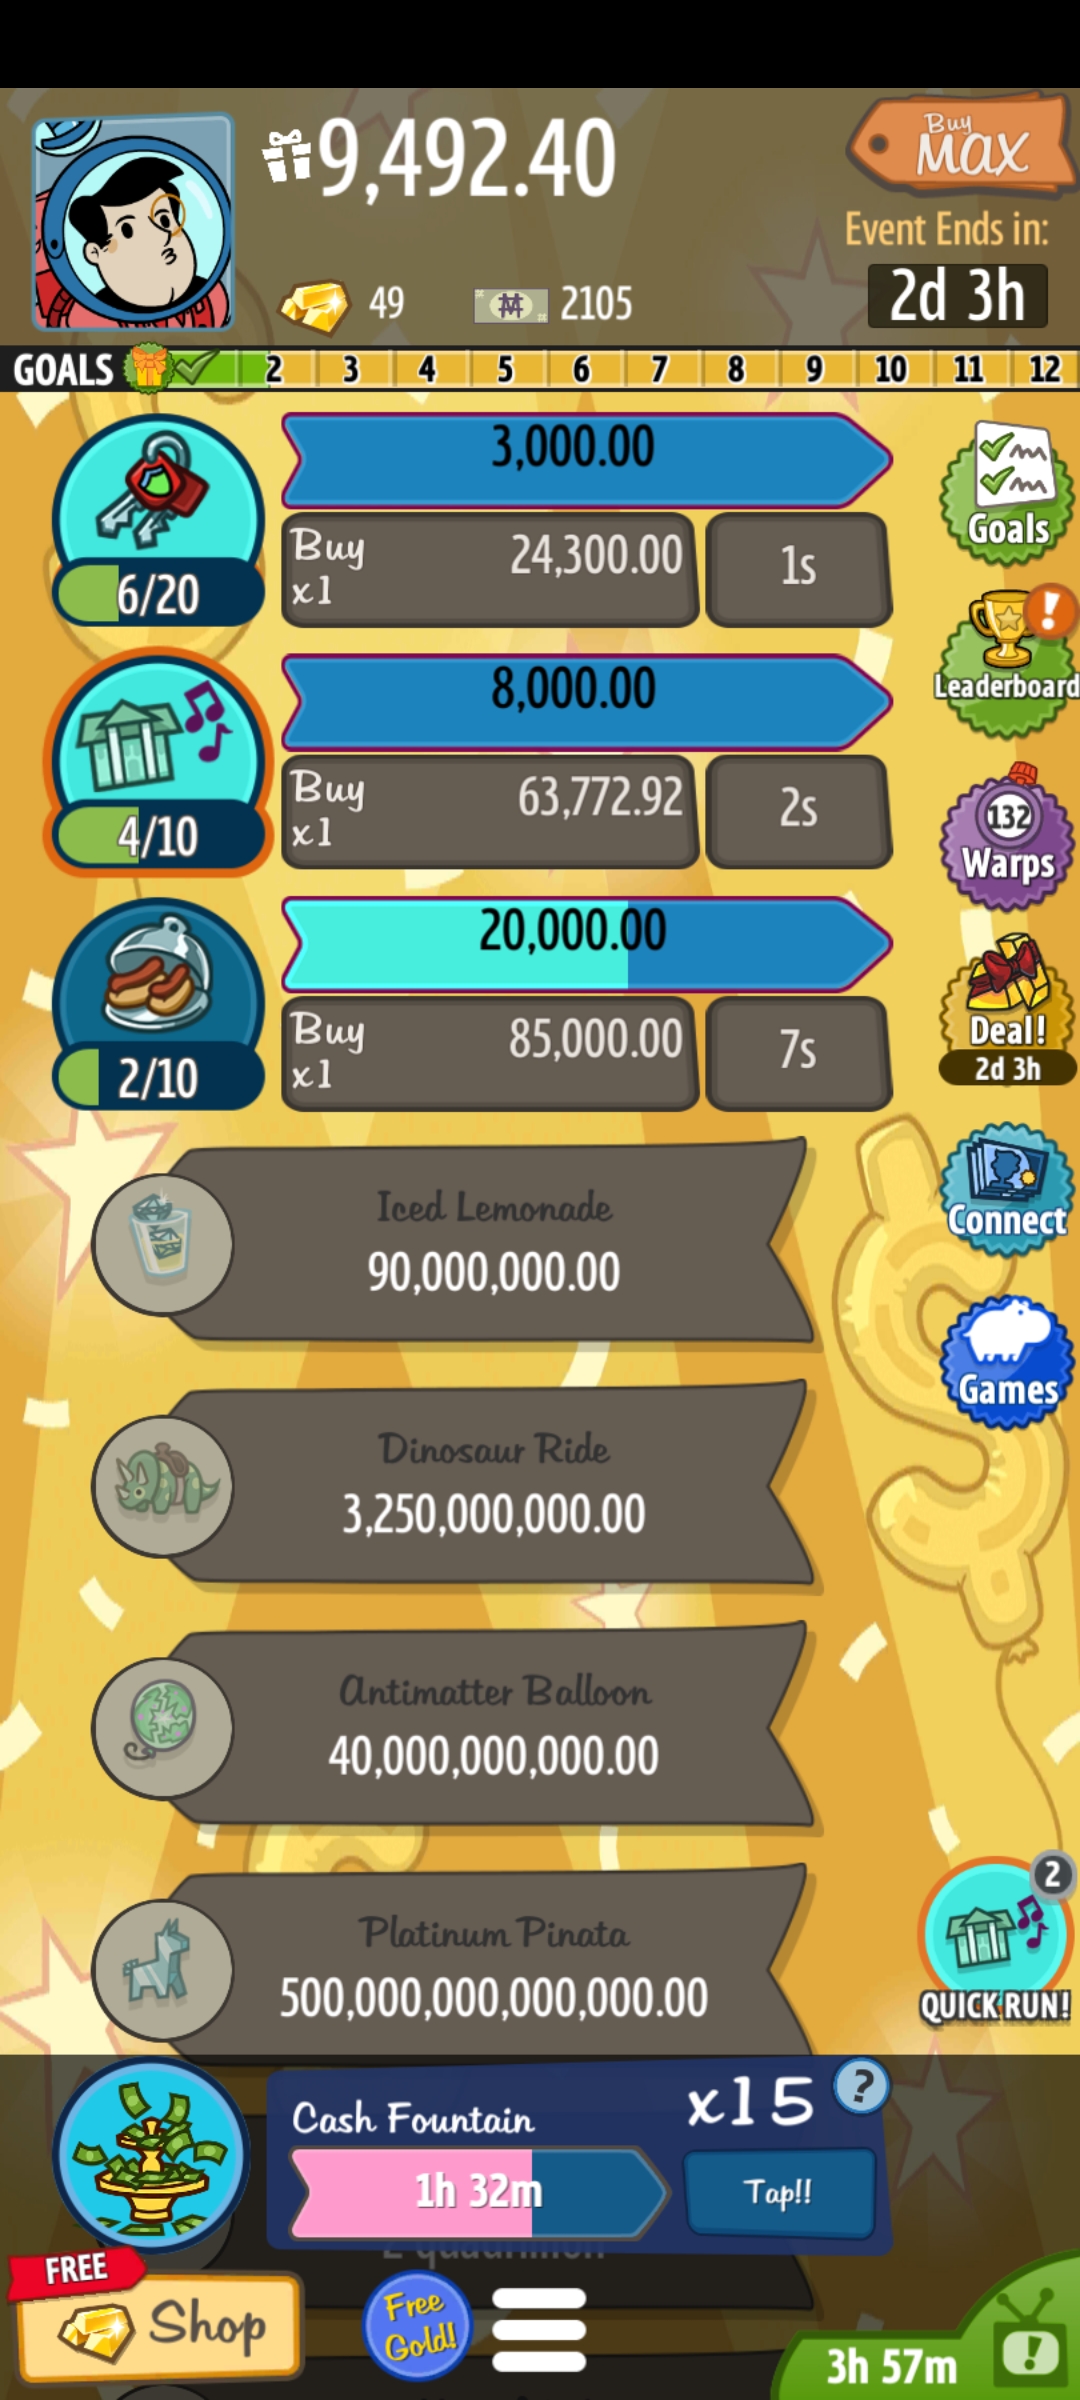 9,492.40
Buy
MAX
Event Ends in:
2d 3h
49
2105
GOALS 2 3 4 5 6 7 8 9 10 11 12
3,000.00
Buy
x1
24,300.00
1s
6/20
Goals
8,000.00
Buy
x1
63,772.92
2s
4/10
!
Leaderboard
132
Warps
20,000.00
Buy
x1
85,000.00
7s
2/10
Deal!
2d 3h
Iced Lemonade
90,000,000.00
Connect
Games
Dinosaur Ride
3,250,000,000.00
Antimatter Balloon
40,000,000,000.00
Platinum Pinata
500,000,000,000,000.00
2
QUICK RUN!
Cash Fountain
x15
?
1h 32m
Tap!!
2 quadrillion
FREE
Shop
Free
Gold!
3h 57m
!